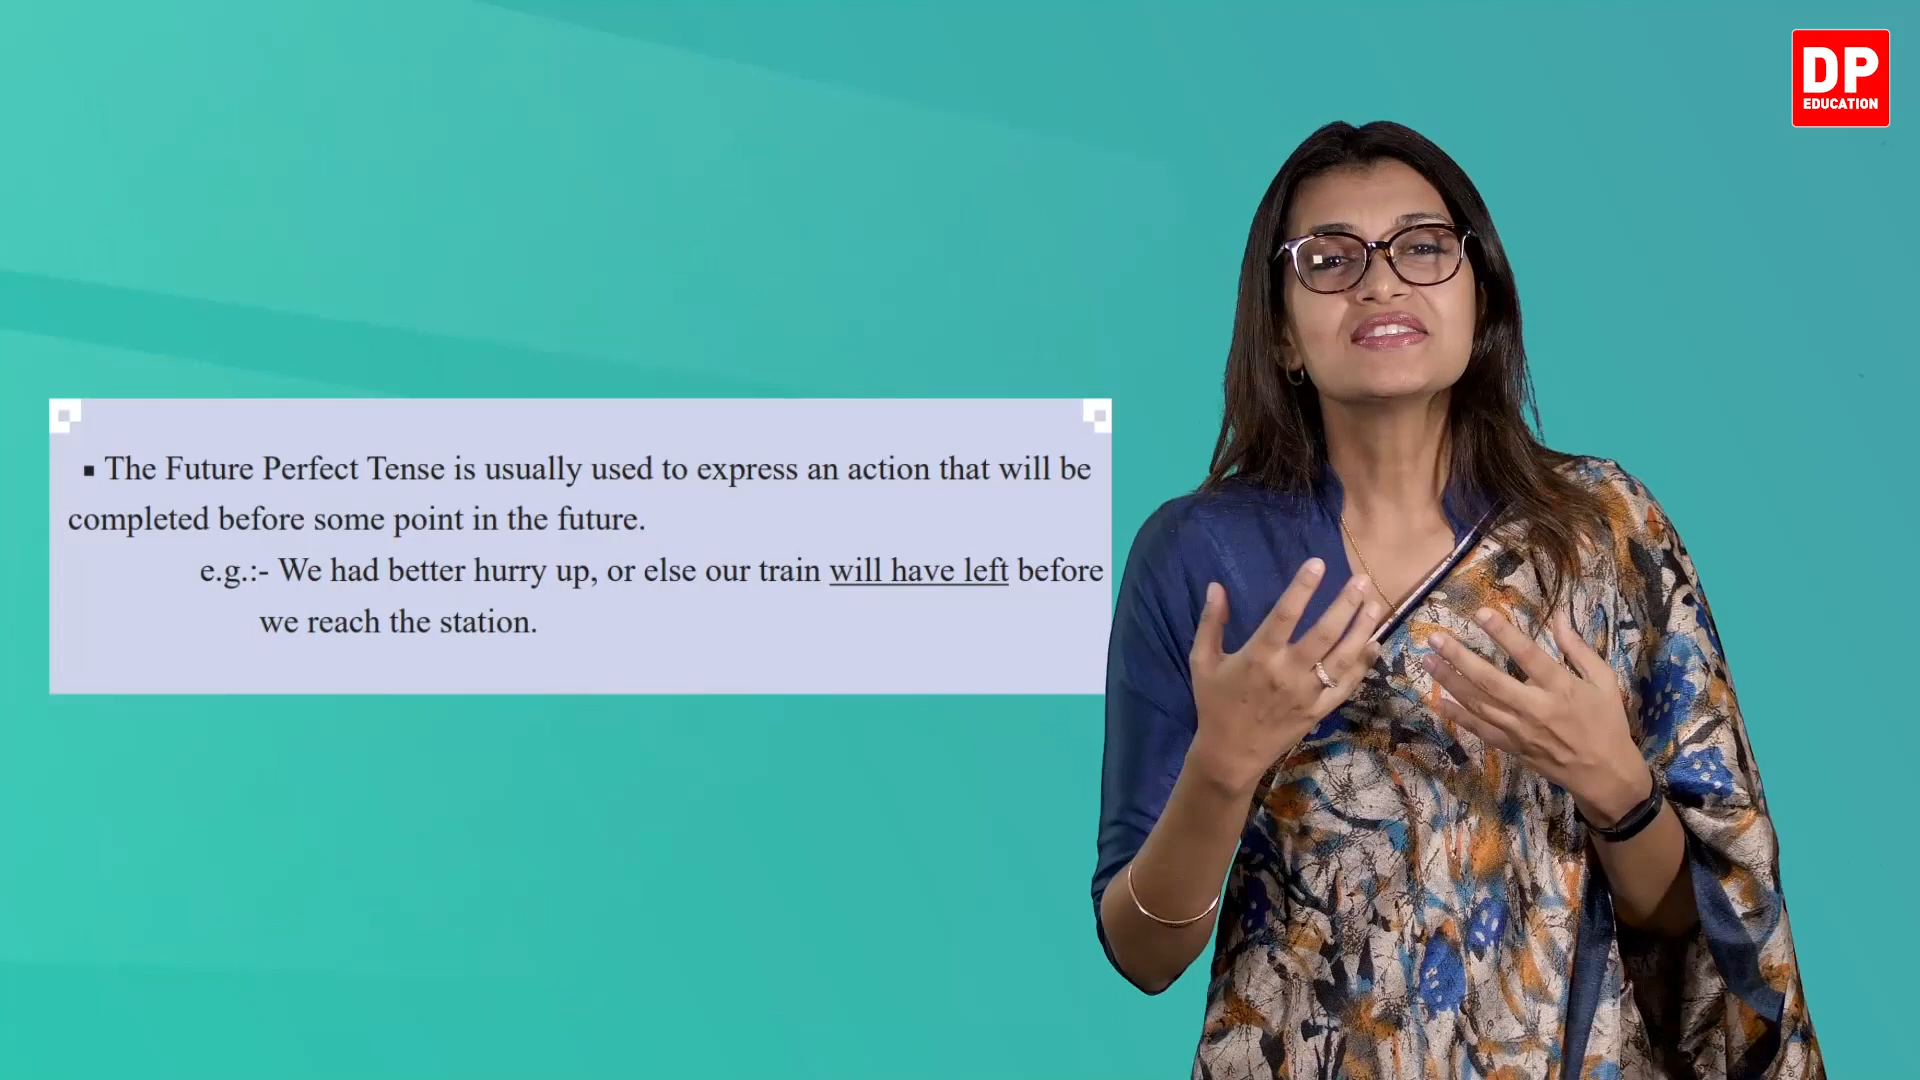 DP
EDUCATION
▪ The Future Perfect Tense is usually used to express an action that will be
completed before some point in the future.
e.g.:- We had better hurry up, or else our train will have left before
we reach the station.